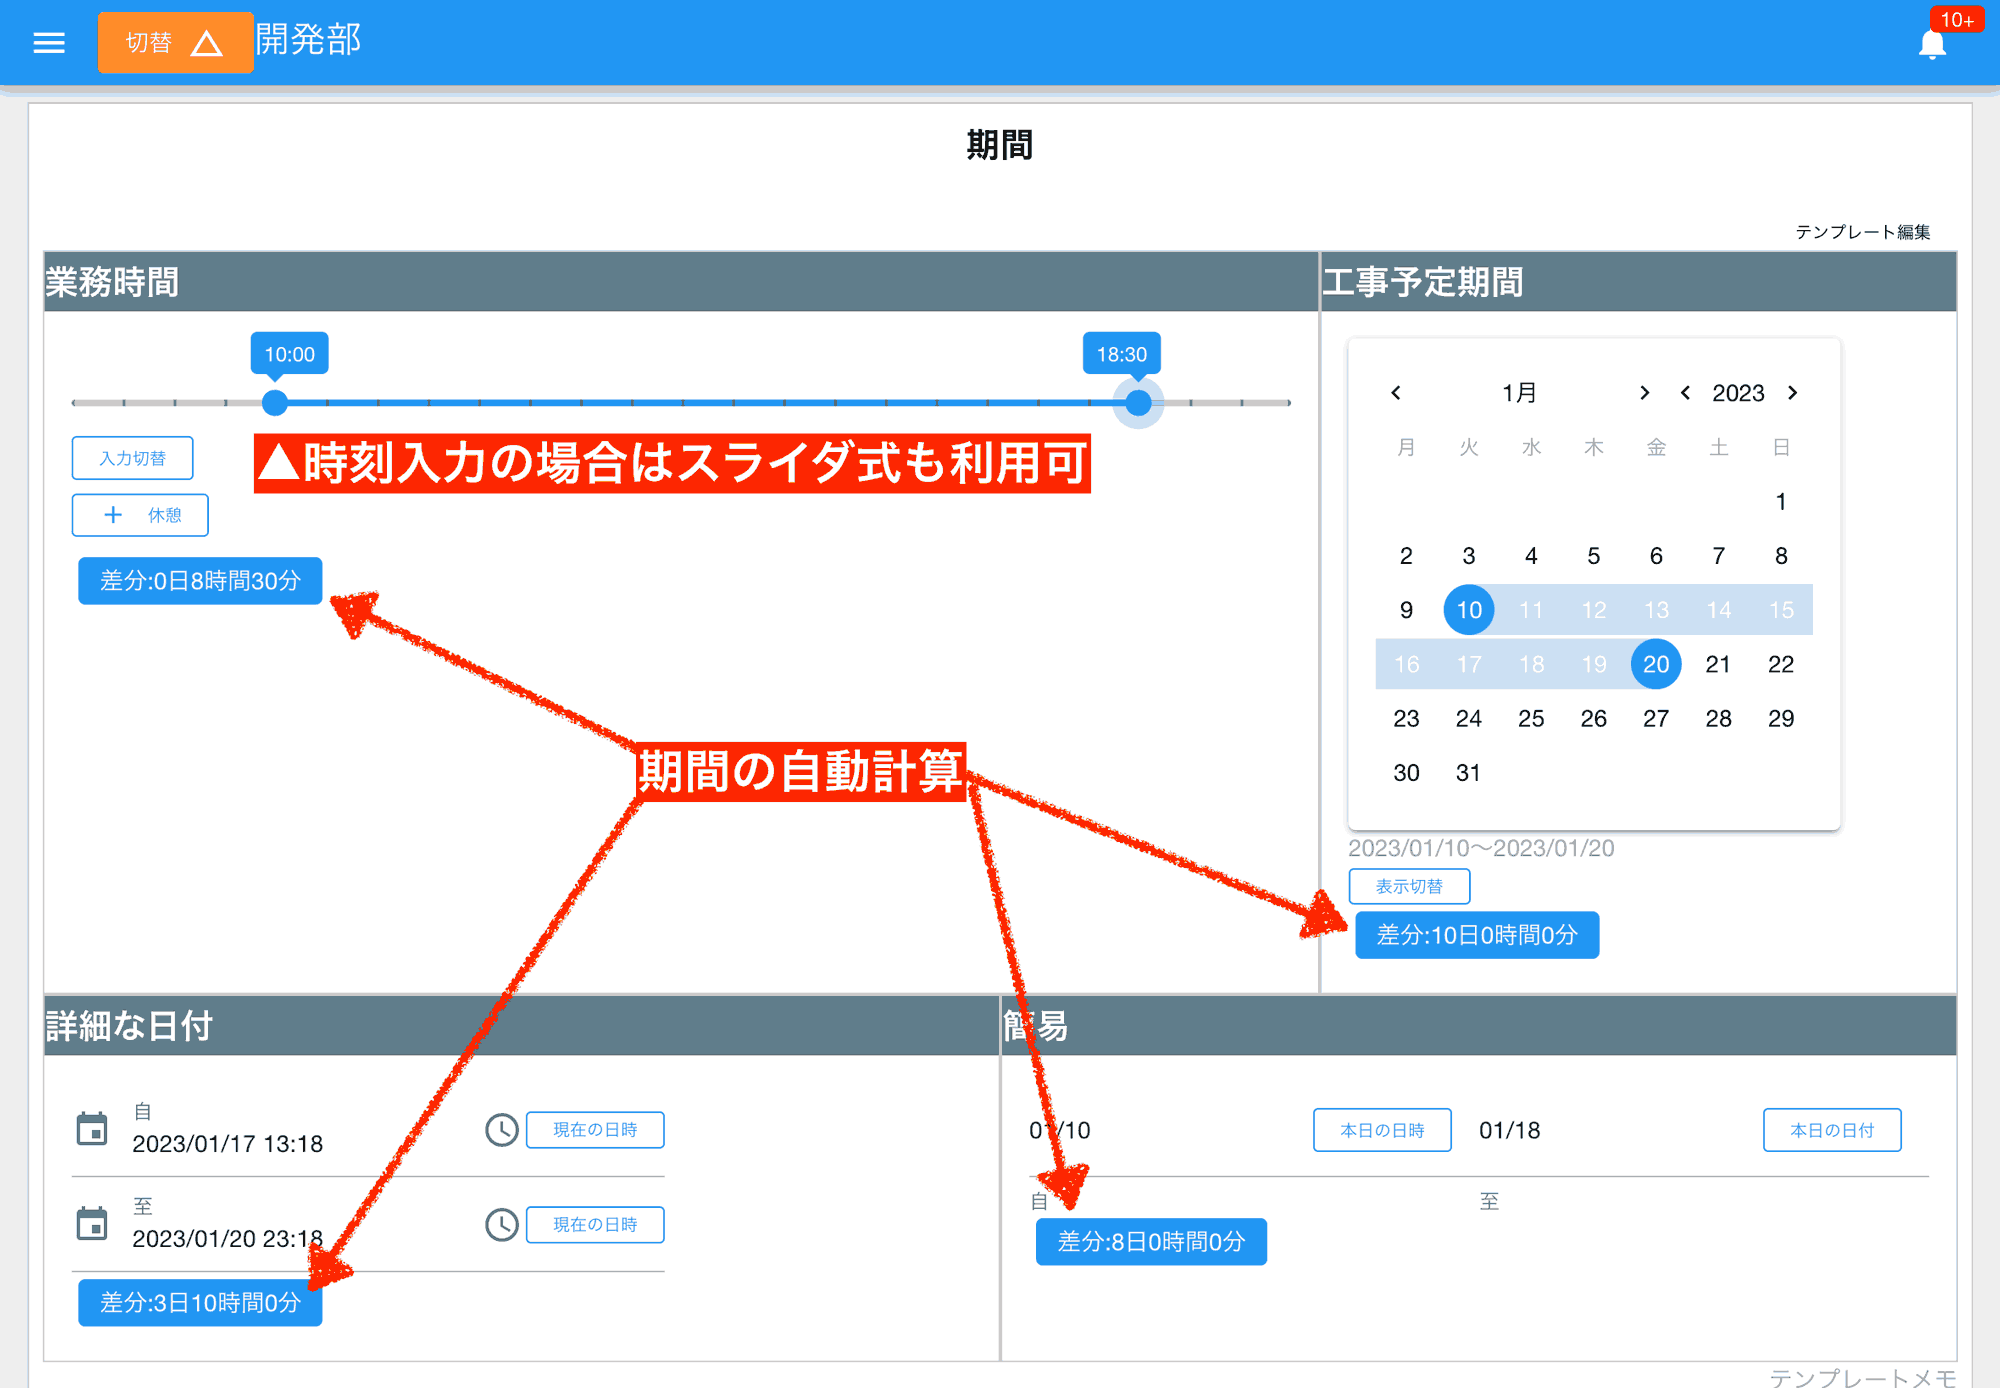 切替 開発部 10+
期間
テンプレート編集
業務時間
10:00 18:30
入力切替
▲時刻入力の場合はスライダ式も利用可
+ 休憩
差分:0日8時間30分
期間の自動計算
工事予定期間
1月 2023
月 火 水 木 金 土 日
1
2 3 4 5 6 7 8
9 10 11 12 13 14 15
16 17 18 19 20 21 22
23 24 25 26 27 28 29
30 31
2023/01/10〜2023/01/20
表示切替
差分:10日0時間0分
詳細な日付
自
2023/01/17 13:18 現在の日時
至
2023/01/20 23:18 現在の日時
差分:3日10時間0分
簡易
01/10 本日の日時 01/18 本日の日付
自 至
差分:8日0時間0分
テンプレートメモ